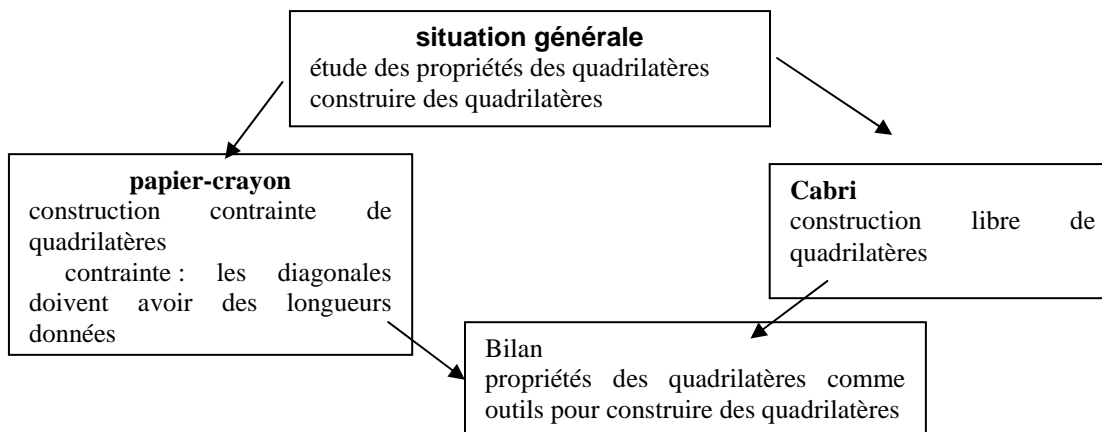 situation générale
étude des propriétés des quadrilatères
construire des quadrilatères
papier-crayon
construction contrainte de
quadrilatères
contrainte : les diagonales
doivent avoir des longueurs
données
Cabri
construction libre de
quadrilatères
Bilan
propriétés des quadrilatères comme
outils pour construire des quadrilatères